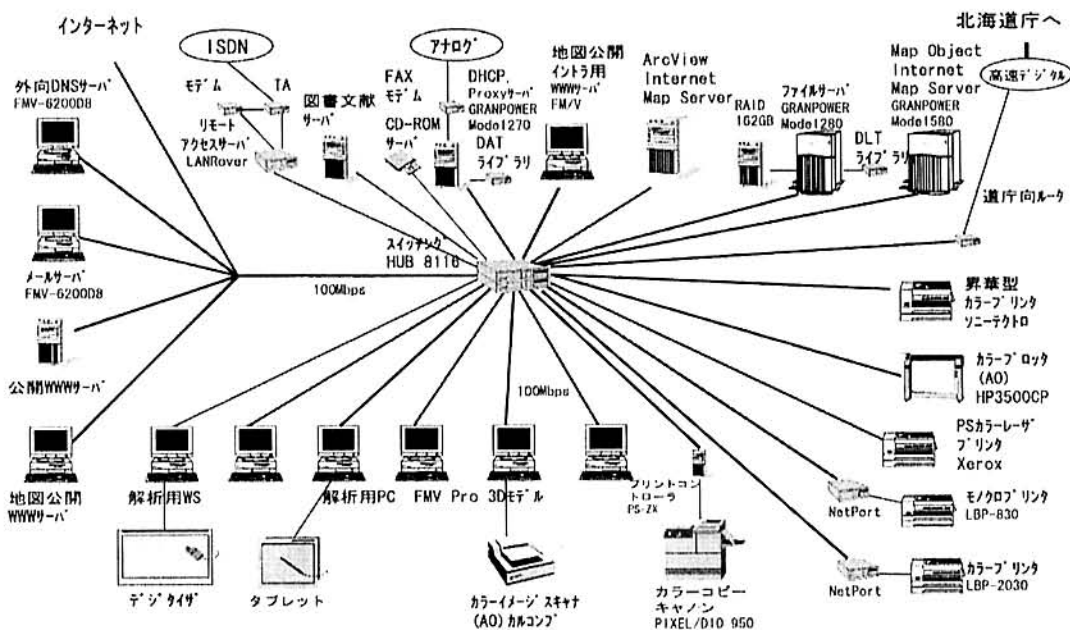 インターネット
ISDN
アナログ
北海道庁へ
高速デジタル
外向DNSサーバ
FMV-6200D8
モデム
TA
リモート
アクセスサーバ
LANRover
図書文献
サーバ
FAX
モデム
CD-ROM
サーバ
DHCP,
Proxyサーバ
GRANPOWER
Model270
DAT
ライブラリ
地図公開
イントラ用
WWWサーバ
FM/V
ArcView
Internet
Map Server
RAID
162GB
ファイルサーバ
GRANPOWER
Model280
DLT
ライブラリ
Map Object
Internet
Map Server
GRANPOWER
Model580
道庁向ルータ
メールサーバ
FMV-6200D8
スイッチング
HUB 8116
100Mbps
公開WWWサーバ
昇華型
カラープリンタ
ソニーテクトロ
カラープロッタ
(AO)
HP3500CP
100Mbps
PSカラーレーザ
プリンタ
Xerox
地図公開
WWWサーバ
解析用WS
解析用PC
FMV Pro
3Dモデル
プリントコン
トローラ
PS-ZX
NetPort
モノクロプリンタ
LBP-830
デジタイザ
タブレット
カラーイメージスキャナ
(AO)カルコンプ
カラーコピー
キャノン
PIXEL/DIO 950
NetPort
カラープリンタ
LBP-2030